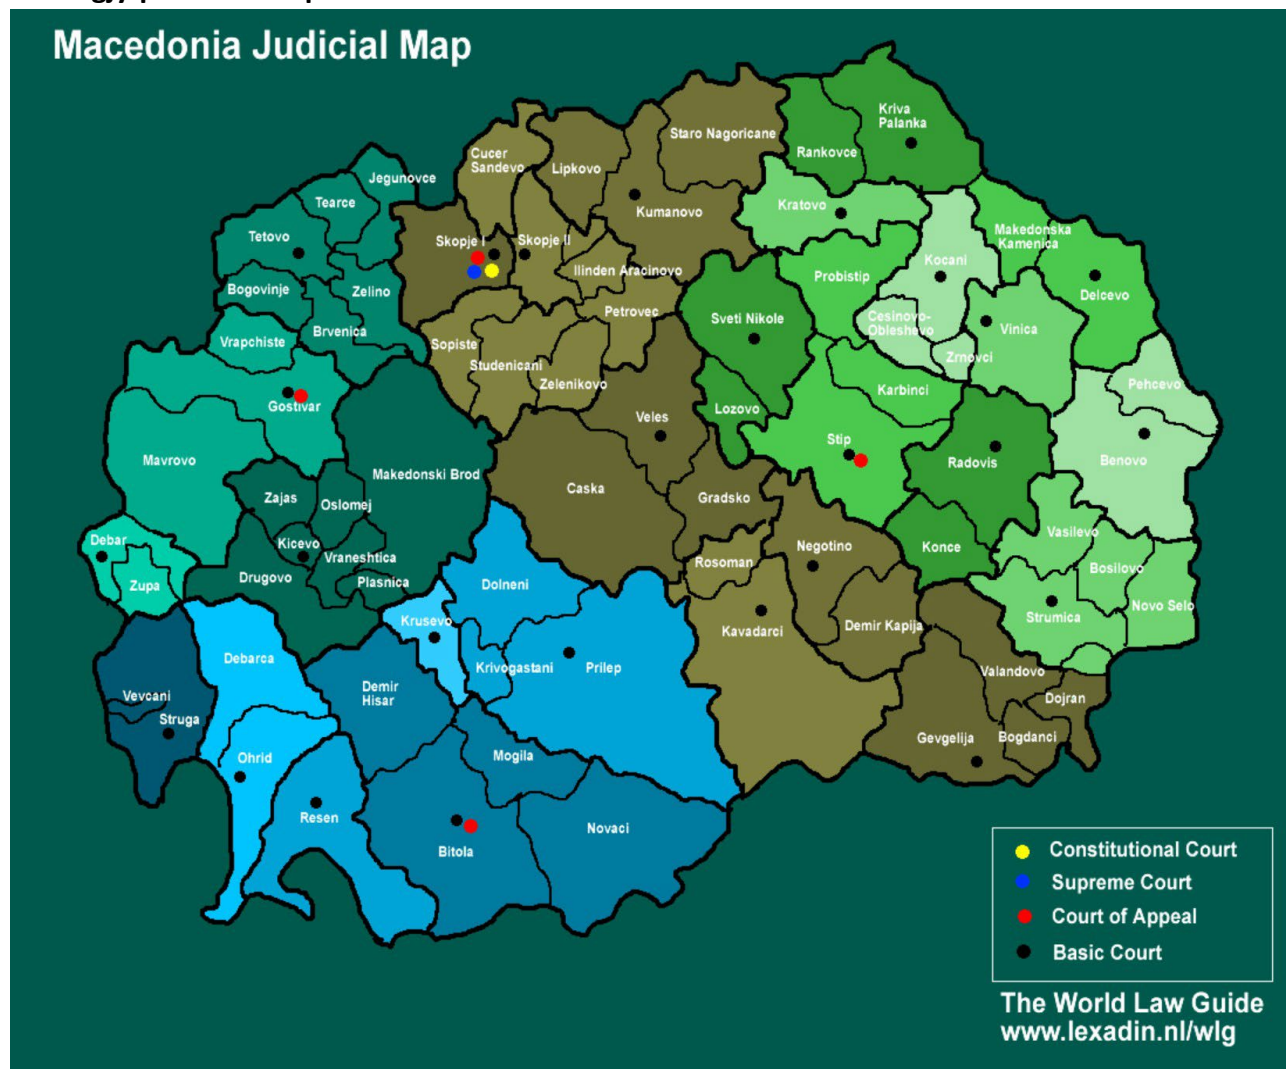 Macedonia Judicial Map
Kriva
Palanka
Staro Nagoricane
Rankovce
Cucer
Sandevo
Lipkovo
Jegunovce
Tearce
Kumanovo
Kratovo
Tetovo
Skopje I
Skopje II
Makedonska
Kamenica
Kocani
Ilinden
Aracinovo
Probistip
Delcevo
Bogovinje
Zelino
Petrovec
Sveti Nikole
Cesinovo-
Obleshevo
Vinica
Brvenica
Vrapchiste
Sopiste
Studenicani
Zelenikovo
Zrnovci
Pehcevo
Karbinci
Gostivar
Lozovo
Veles
Stip
Mavrovo
Makedonski Brod
Radovis
Benovo
Caska
Gradsko
Zajas
Oslomej
Vasilevo
Debar
Kicevo
Vraneshtica
Negotino
Konce
Rosoman
Bosilovo
Zupa
Drugovo
Plasnica
Dolneni
Novo Selo
Krusevo
Kavadarci
Demir Kapija
Strumica
Debarca
Krivogastani
Prilep
Valandovo
Vevcani
Demir
Hisar
Dojran
Struga
Gevgelija
Bogdanci
Ohrid
Mogila
Resen
Novaci
Bitola
Constitutional Court
Supreme Court
Court of Appeal
Basic Court
The World Law Guide
www.lexadin.nl/wlg